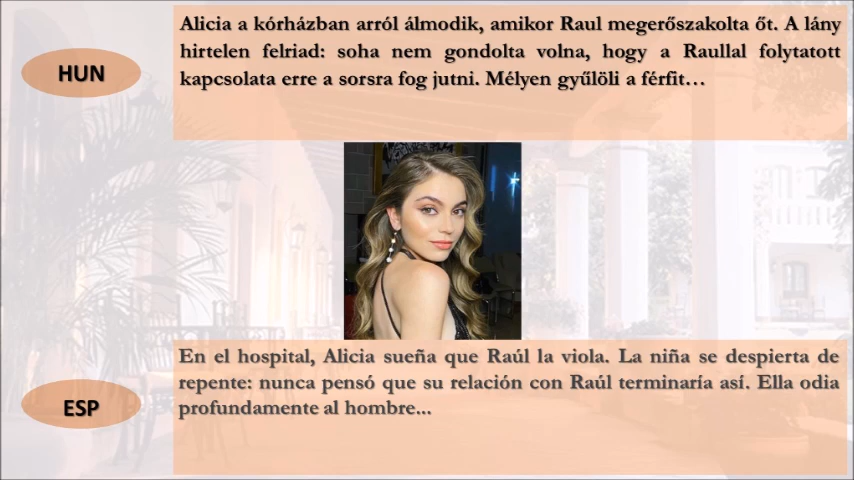 HUN
Alicia a kórházban arról álmodik, amikor Raul megerőszakolta őt. A lány
hirtelen felriad: soha nem gondolta volna, hogy a Raullal folytatott
kapcsolata erre a sorsra fog jutni. Mélyen gyűlöli a férfit…
ESP
En el hospital, Alicia sueña que Raúl la viola. La niña se despierta de
repente: nunca pensó que su relación con Raúl terminaría así. Ella odia
profundamente al hombre...